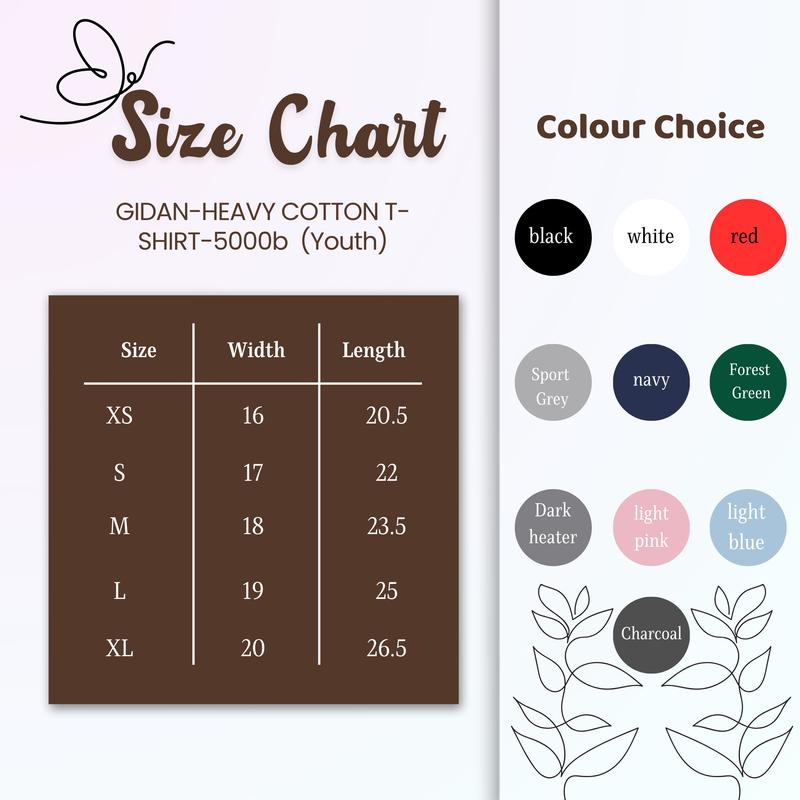 Size Chart
GIDAN-HEAVY COTTON T-
SHIRT-5000b (Youth)
Size Width Length
XS 16 20.5
S 17 22
M 18 23.5
L 19 25
XL 20 26.5
Colour Choice
black white red
Sport
Grey
navy
Forest
Green
Dark
heater
light
pink
light
blue
Charcoal